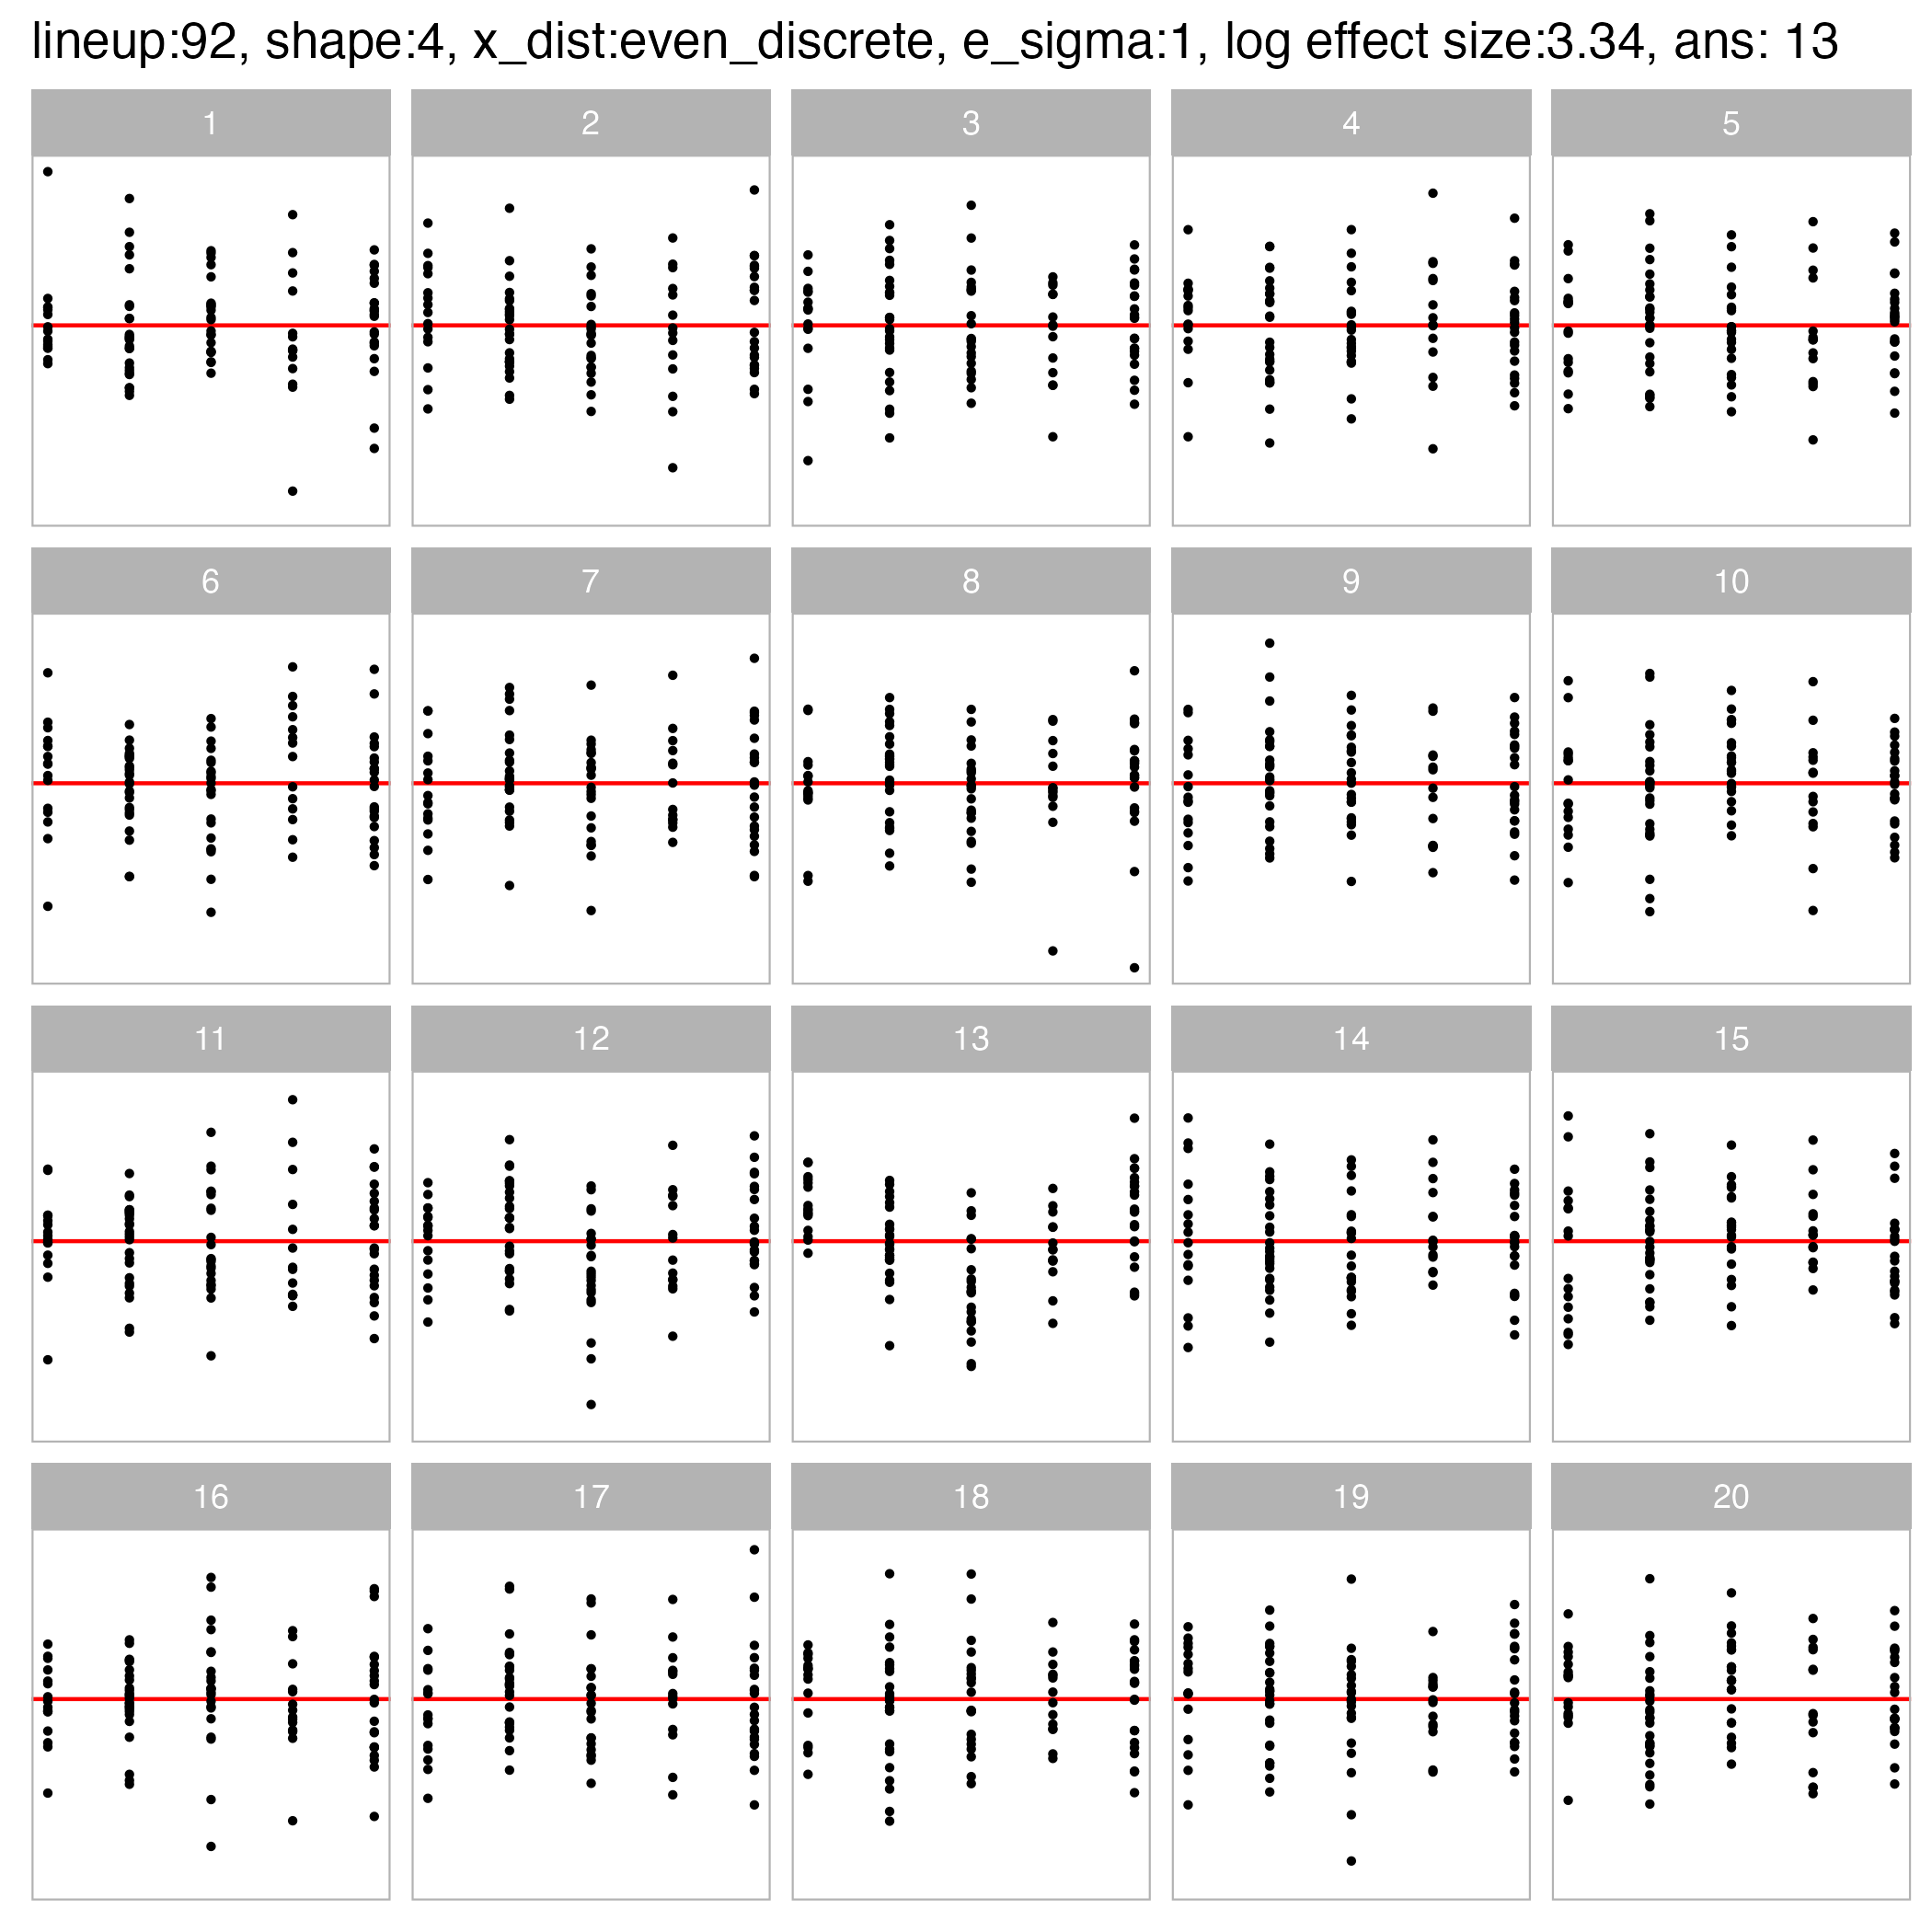 lineup:92, shape:4, x_dist:even_discrete, e_sigma:1, log effect size:3.34, ans: 13
1 2 3 4 5
6 7 8 9 10
11 12 13 14 15
16 17 18 19 20